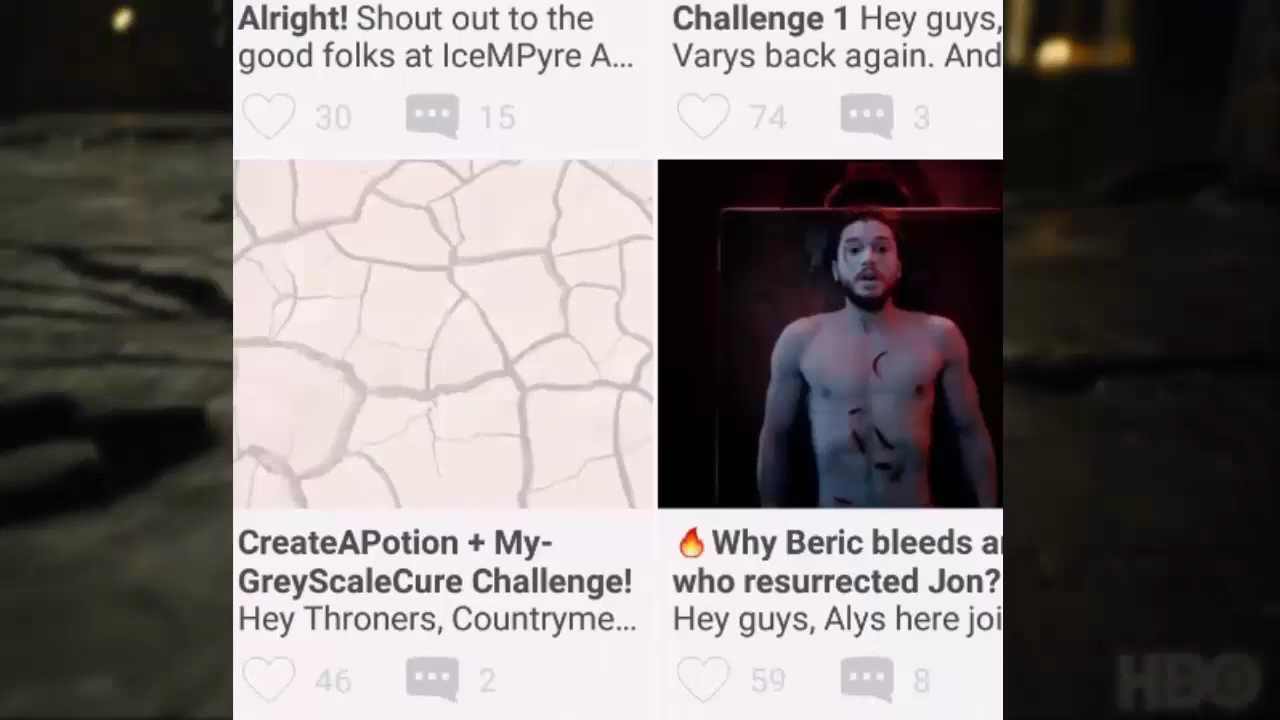 Alright! Shout out to the
good folks at IceMPyre A...
30 15
Challenge 1 Hey guys,
Varys back again. And
74 3
CreateAPotion + My-
GreyScaleCure Challenge!
Hey Throners, Countryme...
46 2
🔥Why Beric bleeds a
who resurrected Jon?
Hey guys, Alys here joi
59 8
HBO